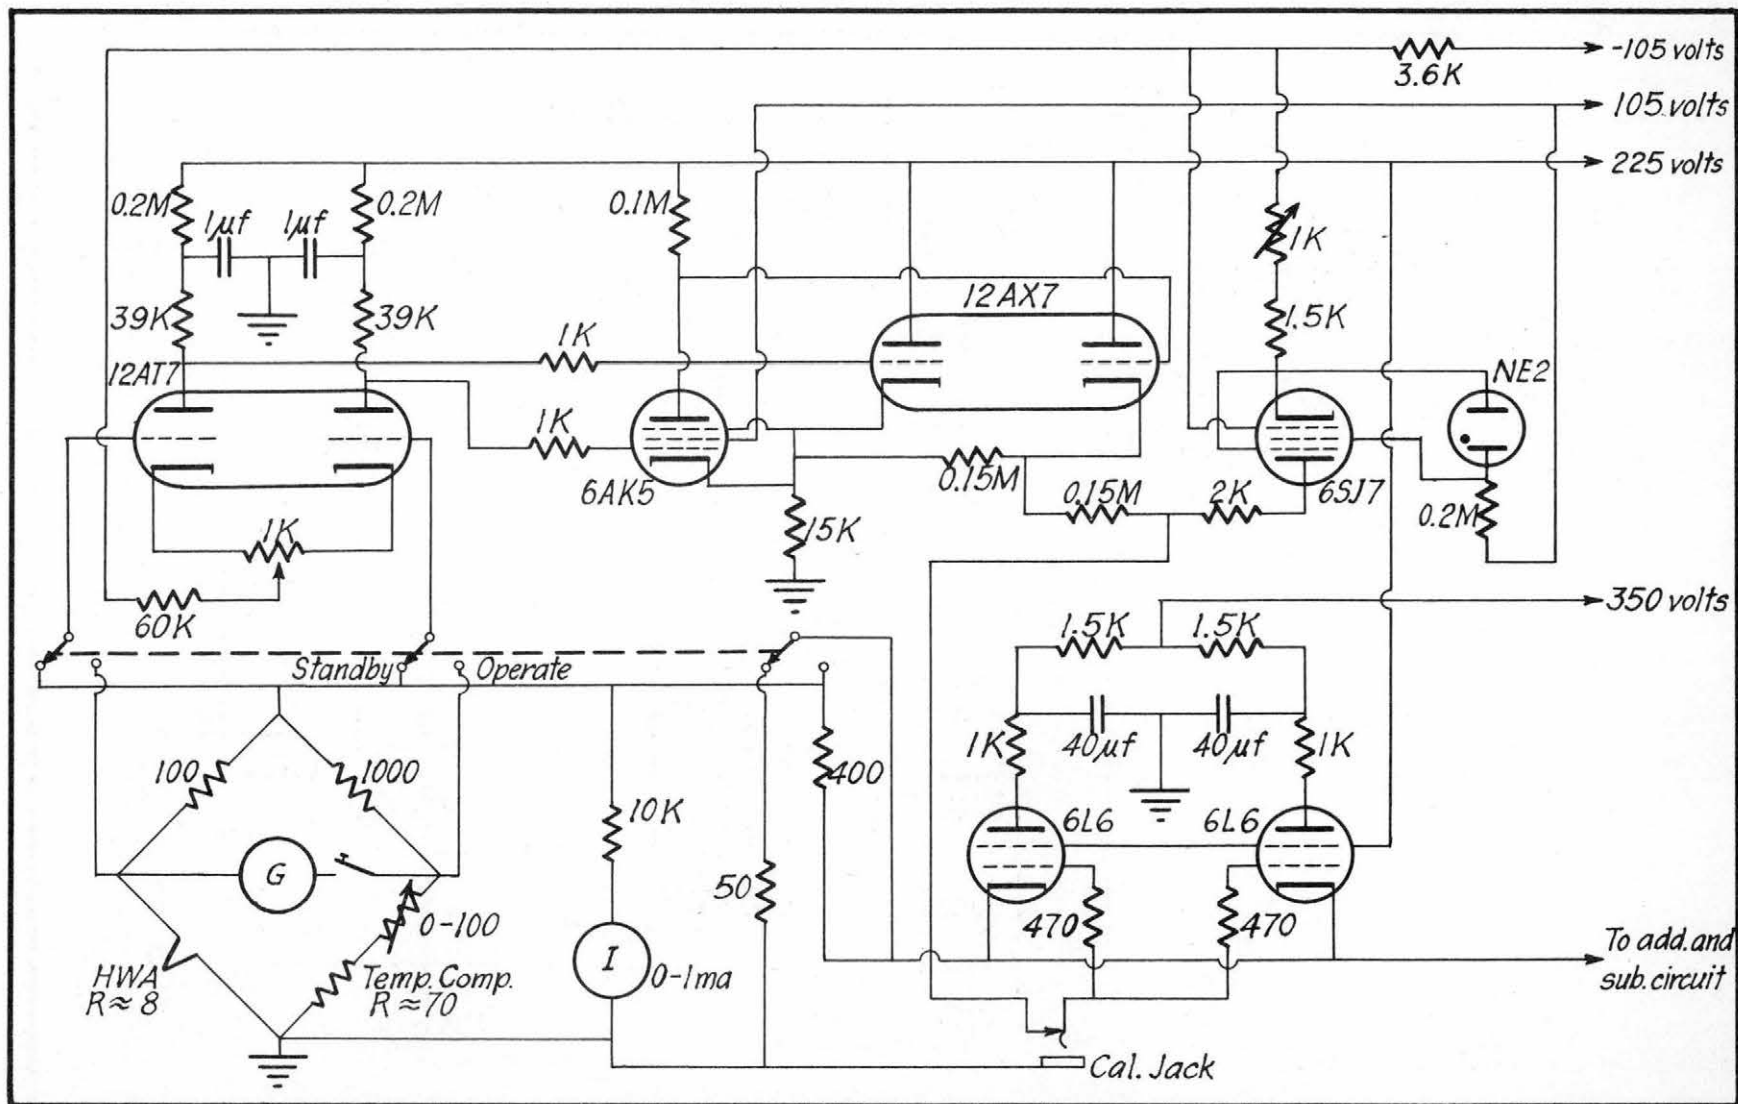 -105 volts
3.6K
105 volts
225 volts
0.2M
1μf
1μf
0.2M
0.1M
1K
12AX7
39K
39K
1K
1.5K
12AT7
NE2
1K
6AK5
0.15M
0.15M
2K
6SJ7
0.2M
1K
15K
60K
350 volts
1.5K
1.5K
Standby
Operate
100
1000
400
1K
40μf
40μf
1K
10K
6L6
6L6
G
50
0-100
470
470
HWA
R≈8
Temp. Comp.
R≈70
I
0-1ma
To add. and
sub. circuit
Cal. Jack